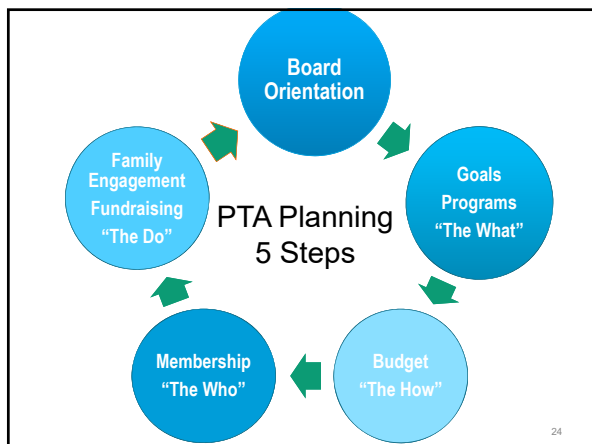 Board
Orientation
Goals
Programs
“The What”
Budget
“The How”
Membership
“The Who”
Family
Engagement
Fundraising
“The Do”
PTA Planning
5 Steps
24